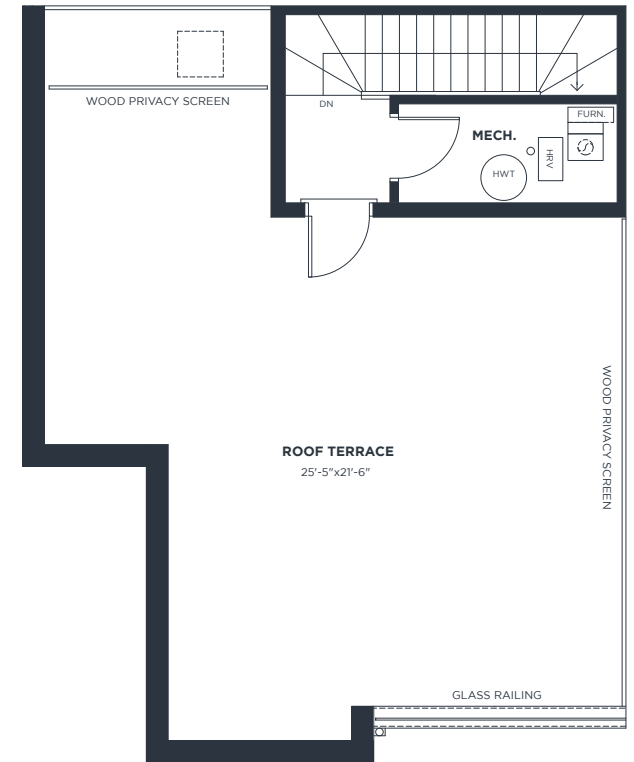 WOOD PRIVACY SCREEN
DN
MECH.
FURN.
HRV
HWT
WOOD PRIVACY SCREEN
ROOF TERRACE
25'-5"x21'-6"
GLASS RAILING